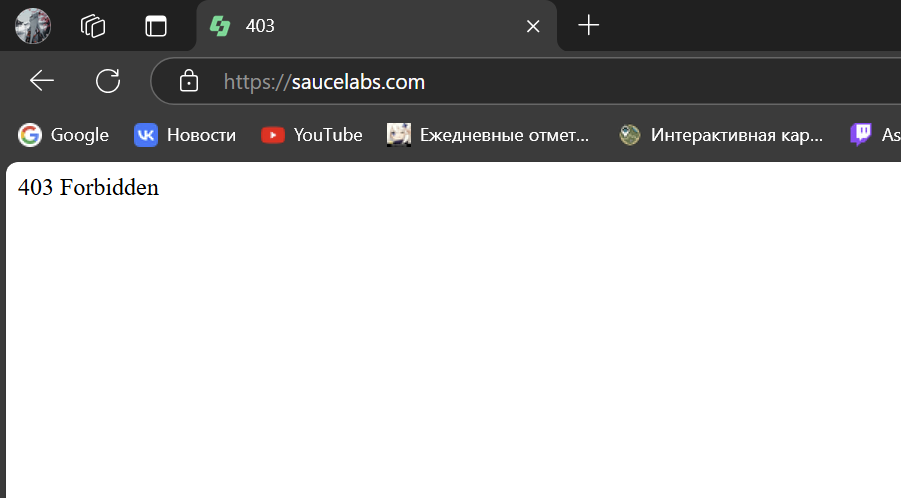 403
https://saucelabs.com
Google Новости YouTube Ежедневные отмет... Интерактивная кар... As
403 Forbidden